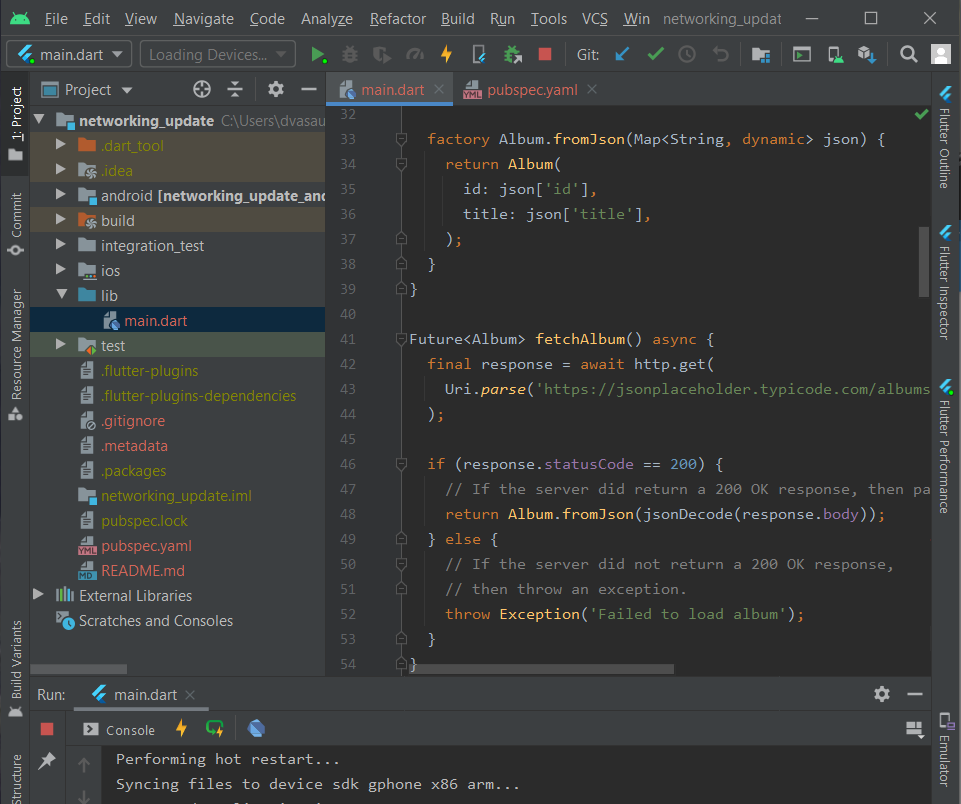 File Edit View Navigate Code Analyze Refactor Build Run Tools VCS Win networking_updat
main.dart Loading Devices... Git:
1: Project
Commit
Resource Manager
Build Variants
Structure
Project
networking_update C:\Users\dvasau
.dart_tool
.idea
android [networking_update_and
build
integration_test
ios
lib
main.dart
test
.flutter-plugins
.flutter-plugins-dependencies
.gitignore
.metadata
.packages
networking_update.iml
pubspec.lock
pubspec.yaml
README.md
External Libraries
Scratches and Consoles
main.dart pubspec.yaml
32
33 factory Album.fromJson(Map<String, dynamic> json) {
34 return Album(
35 id: json['id'],
36 title: json['title'],
37 );
38 }
39 }
40
41 Future<Album> fetchAlbum() async {
42 final response = await http.get(
43 Uri.parse('https://jsonplaceholder.typicode.com/albums
44 );
45
46 if (response.statusCode == 200) {
47 // If the server did return a 200 OK response, then pa
48 return Album.fromJson(jsonDecode(response.body));
49 } else {
50 // If the server did not return a 200 OK response,
51 // then throw an exception.
52 throw Exception('Failed to load album');
53 }
54 }
Flutter Outline
Flutter Inspector
Flutter Performance
Emulator
Run: main.dart
Console
Performing hot restart...
Syncing files to device sdk gphone x86 arm...